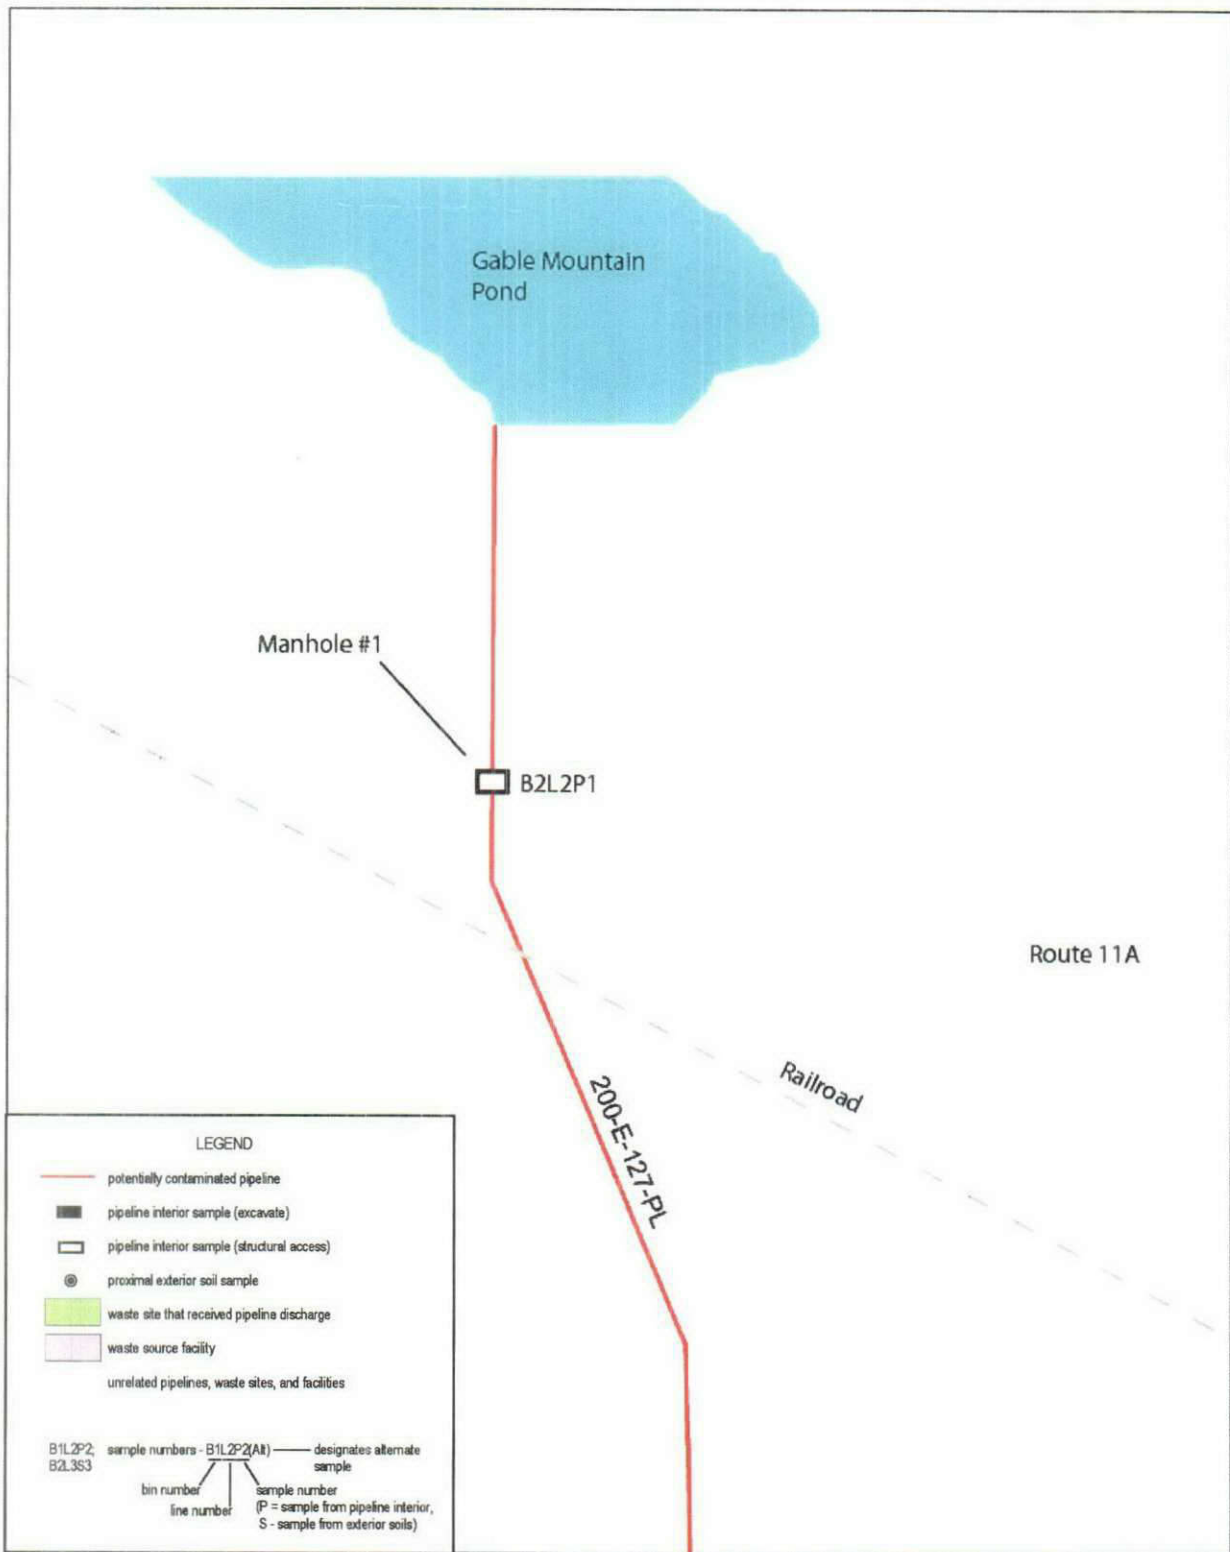 Gable Mountain
Pond
Manhole #1
B2L2P1
Route 11A
Railroad
200-E-127-PL
LEGEND
potentially contaminated pipeline
pipeline interior sample (excavate)
pipeline interior sample (structural access)
proximal exterior soil sample
waste site that received pipeline discharge
waste source facility
unrelated pipelines, waste sites, and facilities
B1L2P2; sample numbers - B1L2P2(Alt) designates alternate
B2L3S3 sample
bin number sample number
line number (P = sample from pipeline interior,
S - sample from exterior soils)